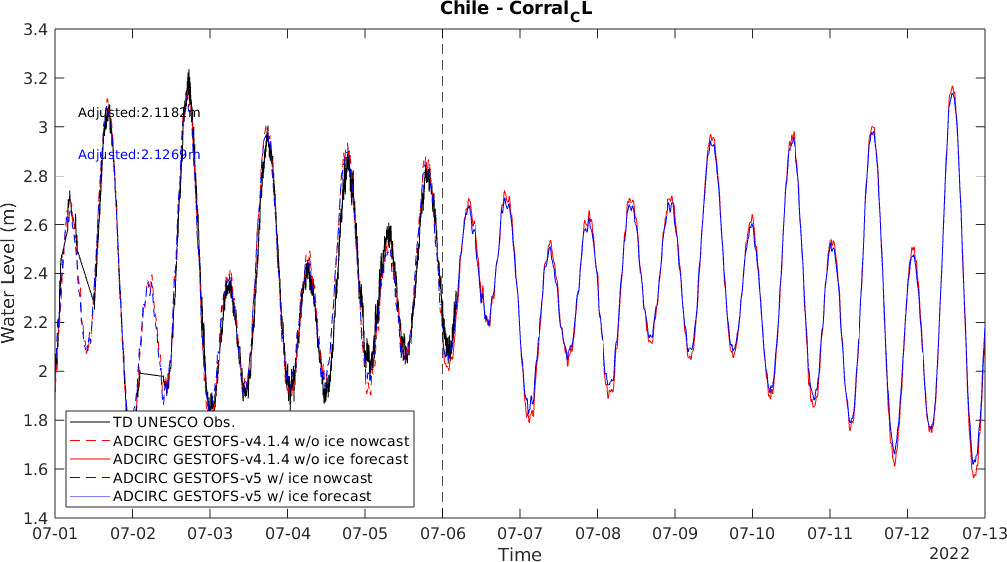 Chile - Corral_CL
3.4
3.2
3
2.8
2.6
2.4
2.2
2
1.8
1.6
1.4
Water Level (m)
Adjusted:2.1182m
Adjusted:2.1269m
TD UNESCO Obs.
ADCIRC GESTOFS-v4.1.4 w/o ice nowcast
ADCIRC GESTOFS-v4.1.4 w/o ice forecast
ADCIRC GESTOFS-v5 w/ ice nowcast
ADCIRC GESTOFS-v5 w/ ice forecast
07-01 07-02 07-03 07-04 07-05 07-06 07-07 07-08 07-09 07-10 07-11 07-12 07-13
Time
2022